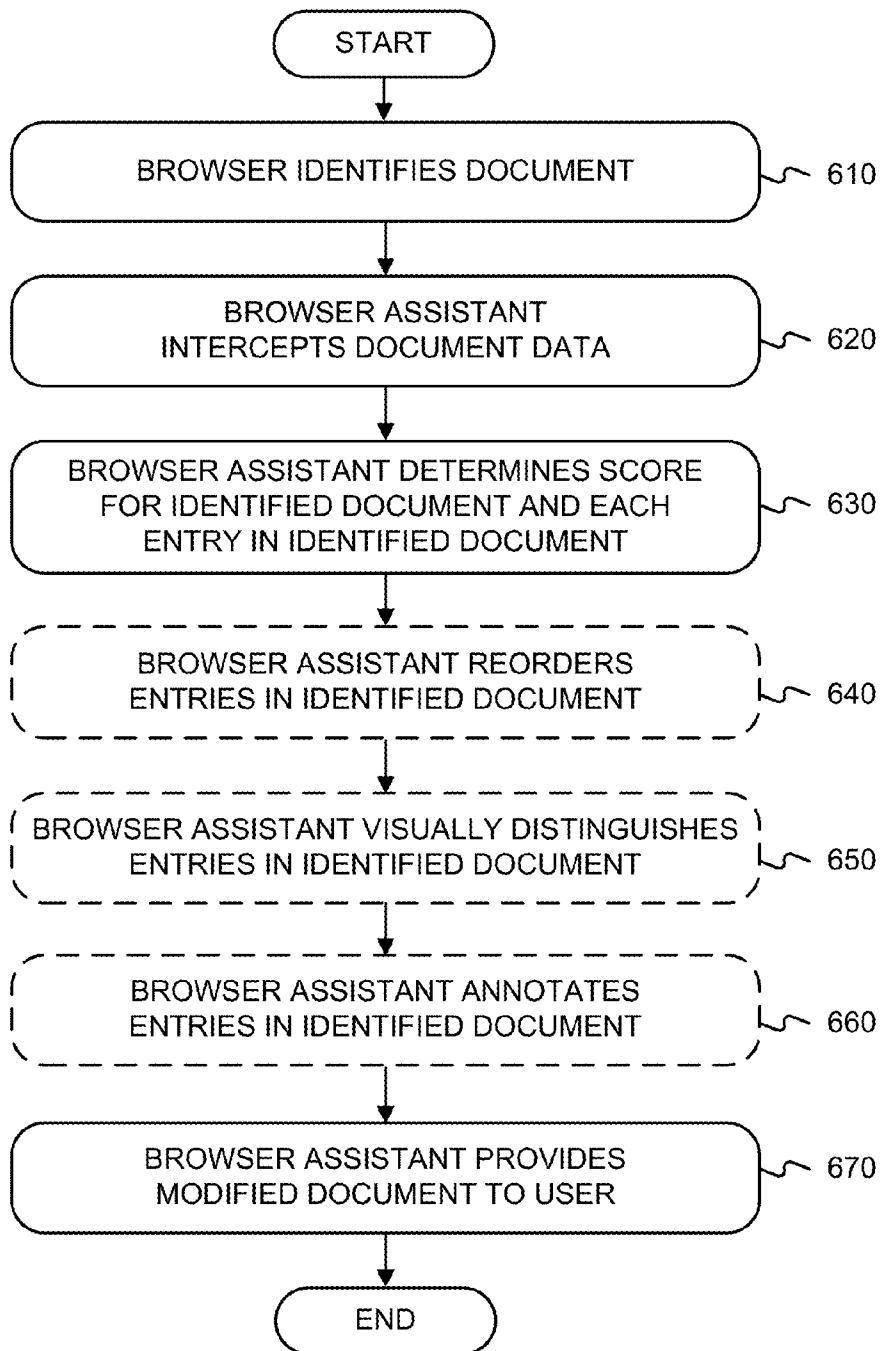 START
BROWSER IDENTIFIES DOCUMENT
610
BROWSER ASSISTANT
INTERCEPTS DOCUMENT DATA
620
BROWSER ASSISTANT DETERMINES SCORE
FOR IDENTIFIED DOCUMENT AND EACH
ENTRY IN IDENTIFIED DOCUMENT
630
BROWSER ASSISTANT REORDERS
ENTRIES IN IDENTIFIED DOCUMENT
640
BROWSER ASSISTANT VISUALLY DISTINGUISHES
ENTRIES IN IDENTIFIED DOCUMENT
650
BROWSER ASSISTANT ANNOTATES
ENTRIES IN IDENTIFIED DOCUMENT
660
BROWSER ASSISTANT PROVIDES
MODIFIED DOCUMENT TO USER
670
END